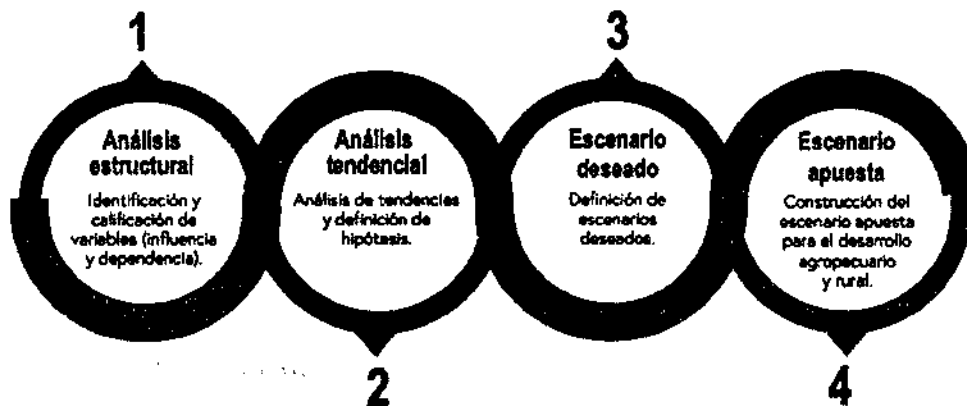 1
Análisis
estructural
Identificación y
calificación de
variables (influencia
y dependencia).
2
Análisis
tendencial
Análisis de tendencias
y definición de
hipótesis.
3
Escenario
deseado
Definición de
escenarios
deseados.
4
Escenario
apuesta
Construcción del
escenario apuesta
para el desarrollo
agropecuario
y rural.